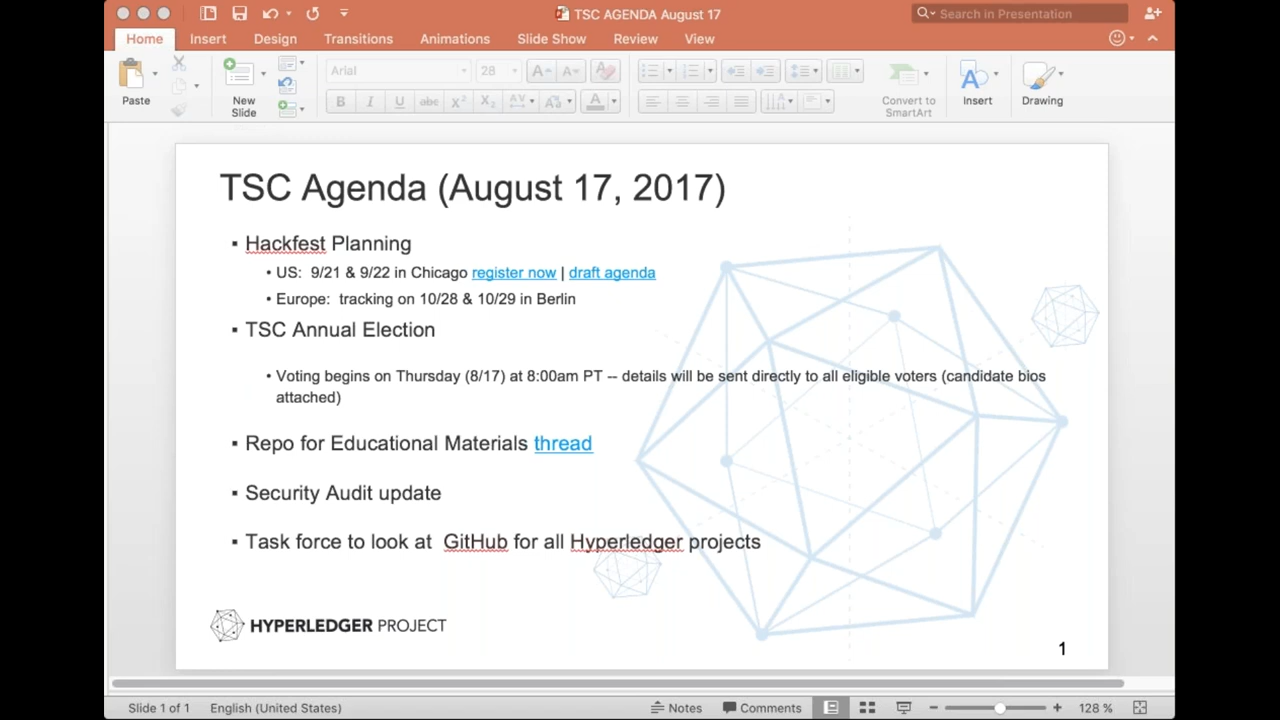 TSC AGENDA August 17
Search in Presentation
Home Insert Design Transitions Animations Slide Show Review View
Arial 28
Paste New Slide Convert to SmartArt Insert Drawing
TSC Agenda (August 17, 2017)
▪ Hackfest Planning
• US: 9/21 & 9/22 in Chicago register now | draft agenda
• Europe: tracking on 10/28 & 10/29 in Berlin
▪ TSC Annual Election
• Voting begins on Thursday (8/17) at 8:00am PT -- details will be sent directly to all eligible voters (candidate bios
attached)
▪ Repo for Educational Materials thread
▪ Security Audit update
▪ Task force to look at GitHub for all Hyperledger projects
HYPERLEDGER PROJECT
1
Slide 1 of 1 English (United States) Notes Comments 128 %